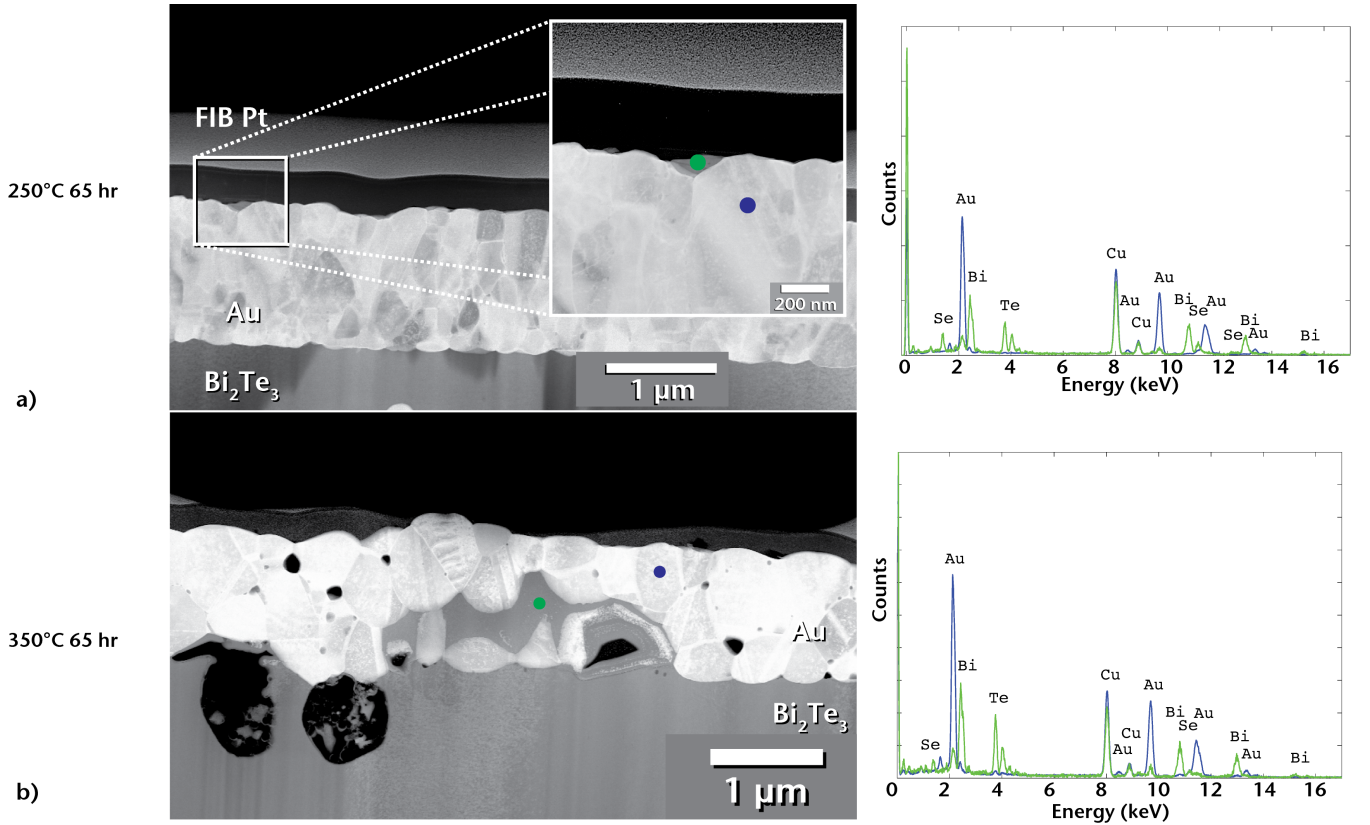 250°C 65 hr
a)
FIB Pt
Au
Bi2Te3
200 nm
1 μm
Counts
Se
Au
Bi
Te
Cu
Au
Cu
Au
Bi
Se
Au
Se
Bi
Au
Bi
0 2 4 6 8 10 12 14 16
Energy (keV)
350°C 65 hr
b)
Au
Bi2Te3
1 μm
Counts
Se
Au
Bi
Te
Cu
Au
Cu
Au
Bi
Se
Au
Bi
Au
Bi
0 2 4 6 8 10 12 14 16
Energy (keV)